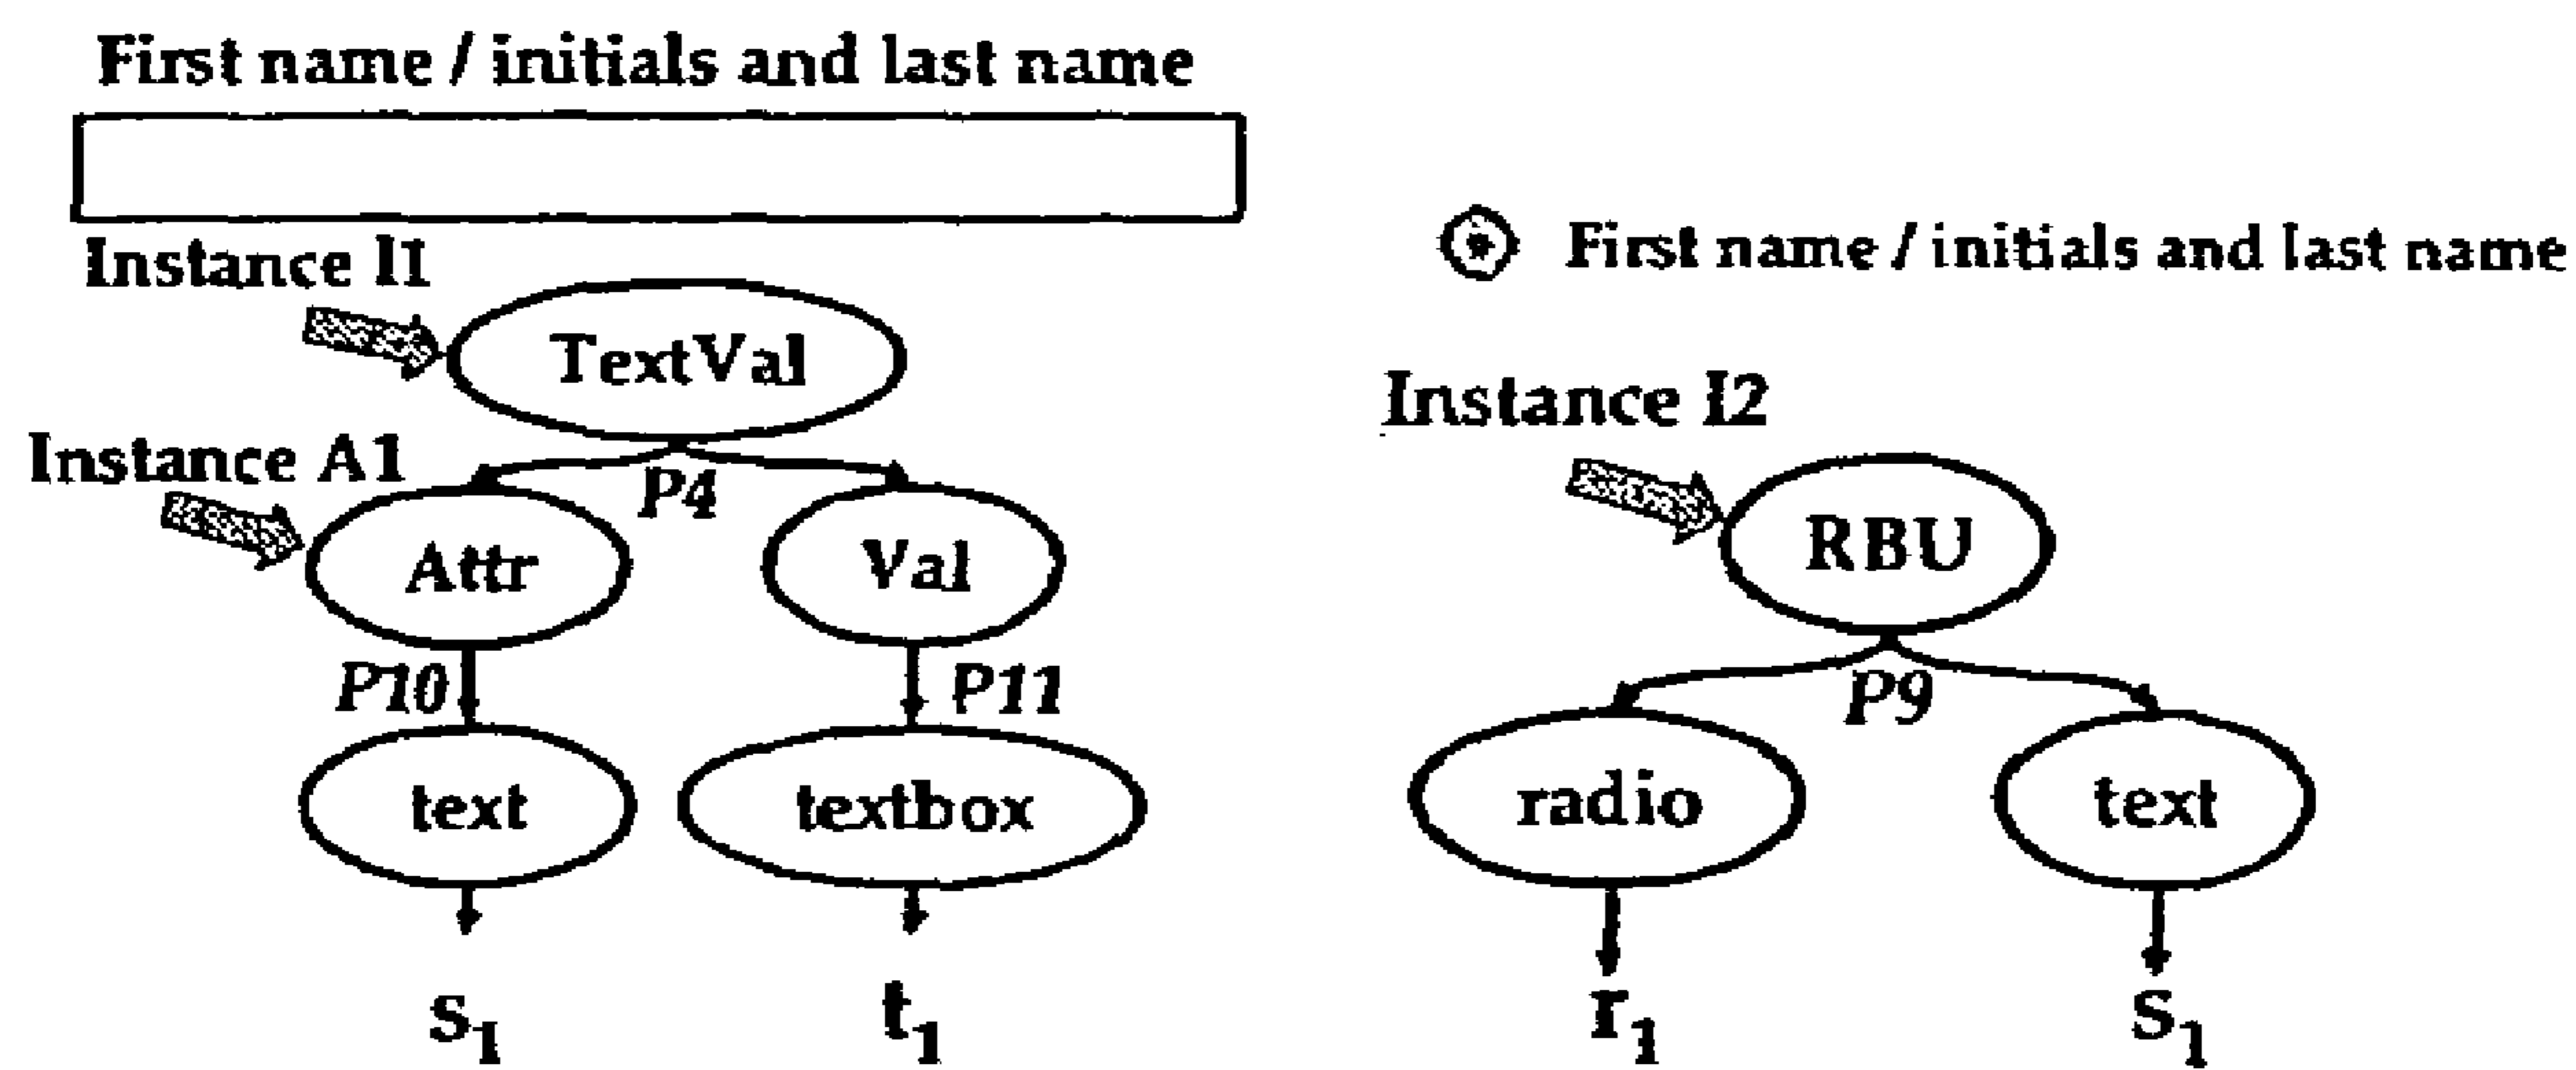 First name / initials and last name
Instance I1
TextVal
Instance A1
P4
Attr
Val
P10
P11
text
textbox
s1
t1
First name / initials and last name
Instance I2
RBU
P9
radio
text
r1
s1